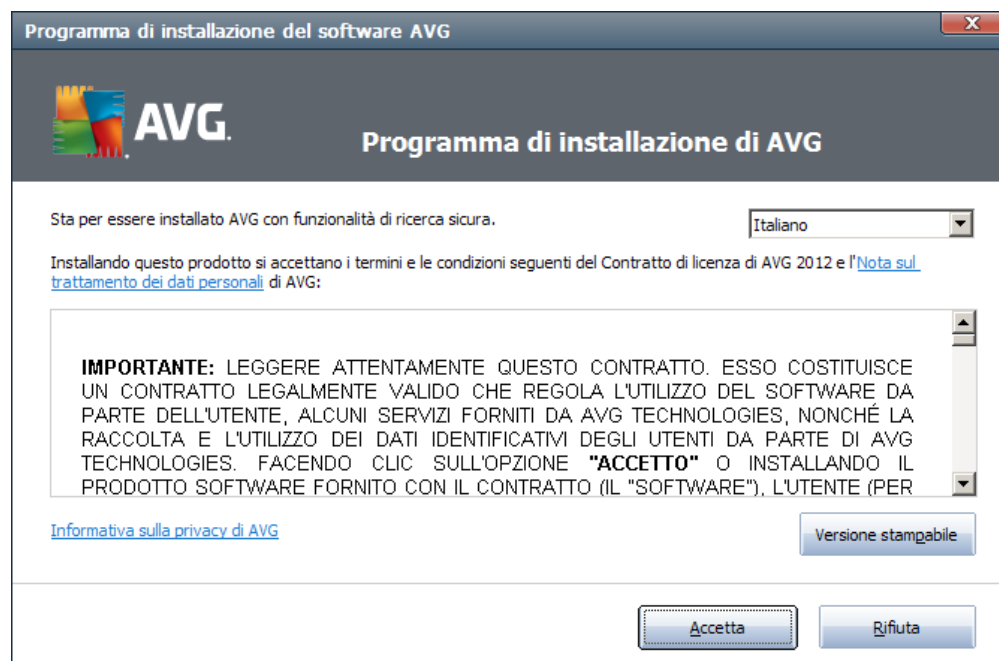 Programma di installazione del software AVG
AVG.
Programma di installazione di AVG
Sta per essere installato AVG con funzionalità di ricerca sicura.
Italiano
Installando questo prodotto si accettano i termini e le condizioni seguenti del Contratto di licenza di AVG 2012 e l'Nota sul
trattamento dei dati personali di AVG:
IMPORTANTE: LEGGERE ATTENTAMENTE QUESTO CONTRATTO. ESSO COSTITUISCE
UN CONTRATTO LEGALMENTE VALIDO CHE REGOLA L'UTILIZZO DEL SOFTWARE DA
PARTE DELL'UTENTE, ALCUNI SERVIZI FORNITI DA AVG TECHNOLOGIES, NONCHÉ LA
RACCOLTA E L'UTILIZZO DEI DATI IDENTIFICATIVI DEGLI UTENTI DA PARTE DI AVG
TECHNOLOGIES. FACENDO CLIC SULL'OPZIONE "ACCETTO" O INSTALLANDO IL
PRODOTTO SOFTWARE FORNITO CON IL CONTRATTO (IL "SOFTWARE"), L'UTENTE (PER
Informativa sulla privacy di AVG
Versione stampabile
Accetta
Rifiuta